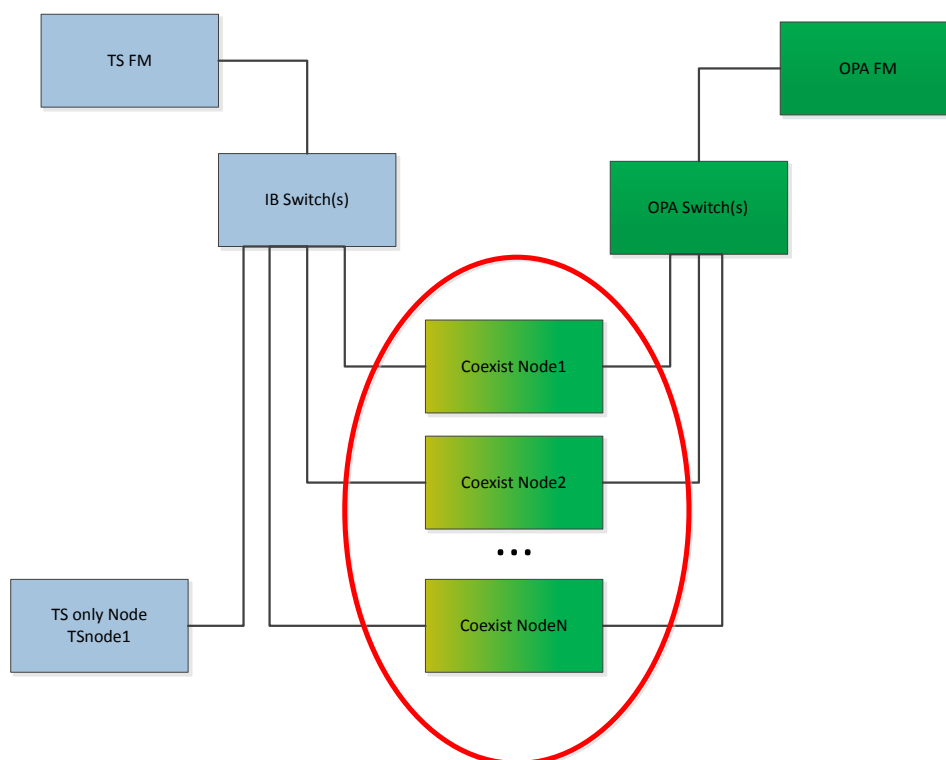 TS FM
OPA FM
IB Switch(s)
OPA Switch(s)
Coexist Node1
Coexist Node2
...
Coexist NodeN
TS only Node
TSnode1